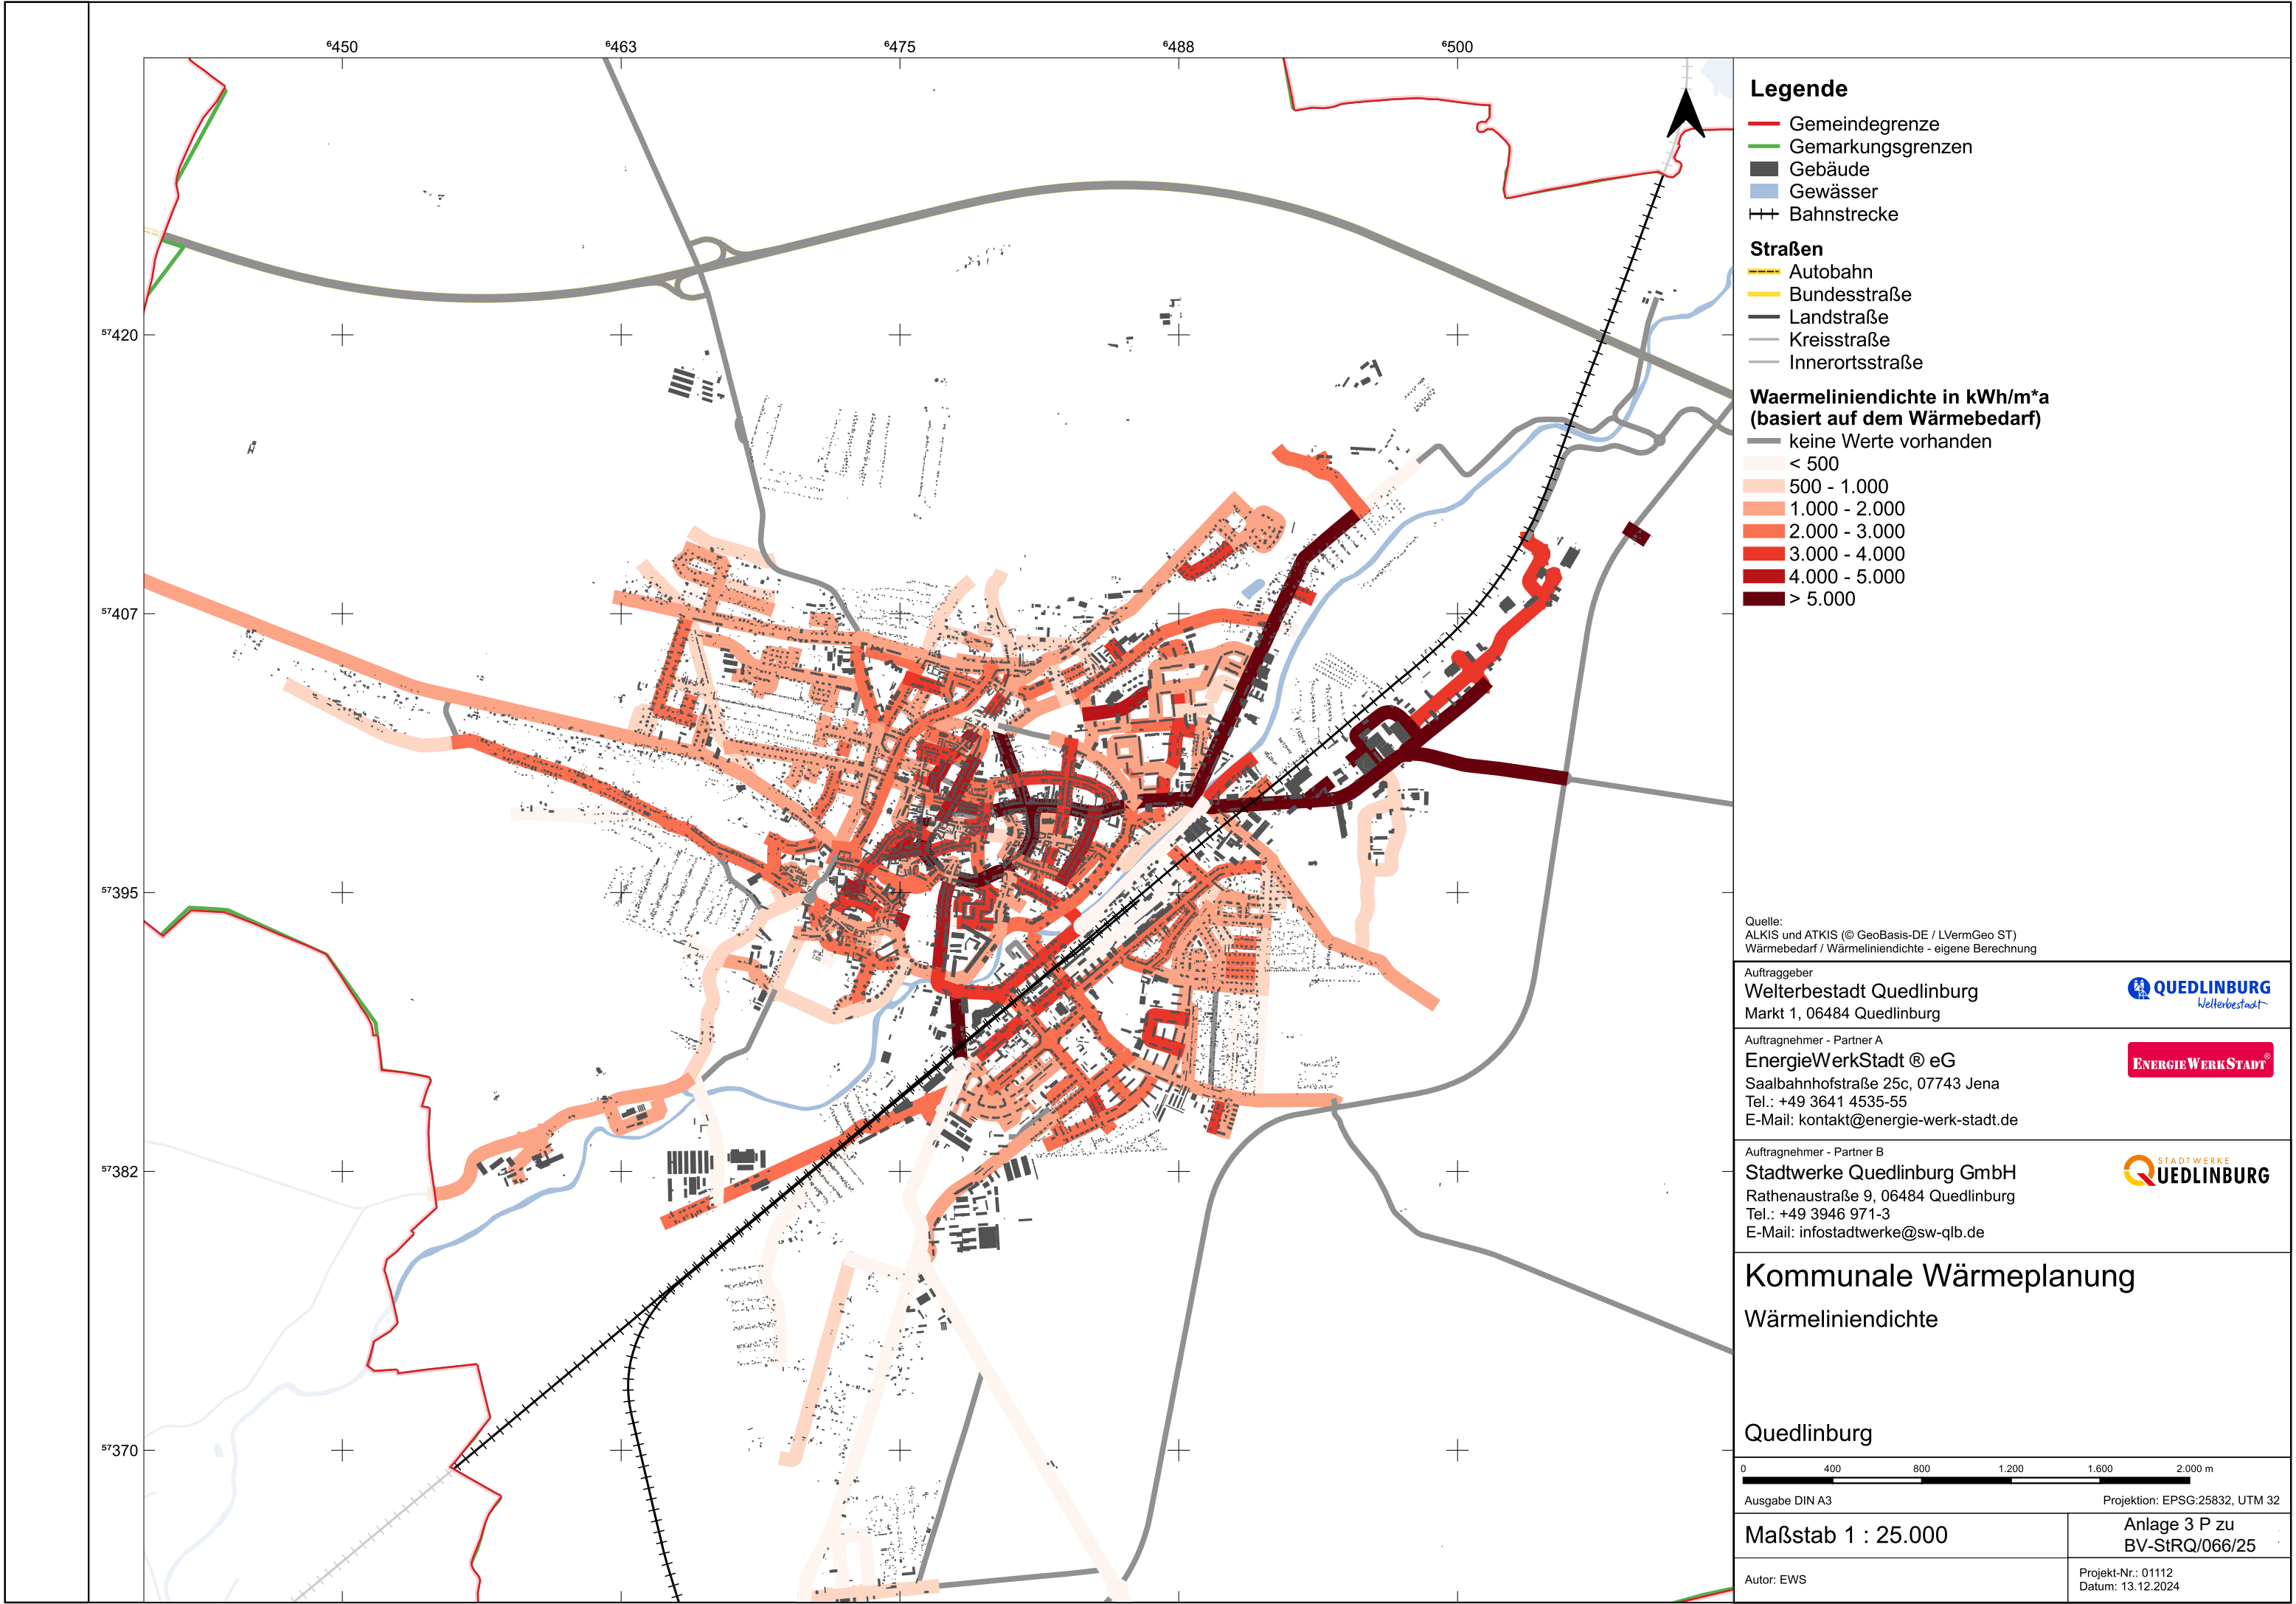 ⁶450 ⁶463 ⁶475 ⁶488 ⁶500
⁵⁷420
⁵⁷407
⁵⁷395
⁵⁷382
⁵⁷370
Legende
Gemeindegrenze
Gemarkungsgrenzen
Gebäude
Gewässer
Bahnstrecke
Straßen
Autobahn
Bundesstraße
Landstraße
Kreisstraße
Innerortsstraße
Waermeliniendichte in kWh/m*a
(basiert auf dem Wärmebedarf)
keine Werte vorhanden
< 500
500 - 1.000
1.000 - 2.000
2.000 - 3.000
3.000 - 4.000
4.000 - 5.000
> 5.000
Quelle:
ALKIS und ATKIS (© GeoBasis-DE / LVermGeo ST)
Wärmebedarf / Wärmeliniendichte - eigene Berechnung
Auftraggeber
Welterbestadt Quedlinburg
Markt 1, 06484 Quedlinburg
QUEDLINBURG
Welterbestadt
Auftragnehmer - Partner A
EnergieWerkStadt ® eG
Saalbahnhofstraße 25c, 07743 Jena
Tel.: +49 3641 4535-55
E-Mail: kontakt@energie-werk-stadt.de
ENERGIEWERKSTADT®
Auftragnehmer - Partner B
Stadtwerke Quedlinburg GmbH
Rathenaustraße 9, 06484 Quedlinburg
Tel.: +49 3946 971-3
E-Mail: infostadtwerke@sw-qlb.de
STADTWERKE
QUEDLINBURG
Kommunale Wärmeplanung
Wärmeliniendichte
Quedlinburg
0 400 800 1.200 1.600 2.000 m
Ausgabe DIN A3 Projektion: EPSG:25832, UTM 32
Maßstab 1 : 25.000
Anlage 3 P zu
BV-StRQ/066/25
Autor: EWS
Projekt-Nr.: 01112
Datum: 13.12.2024